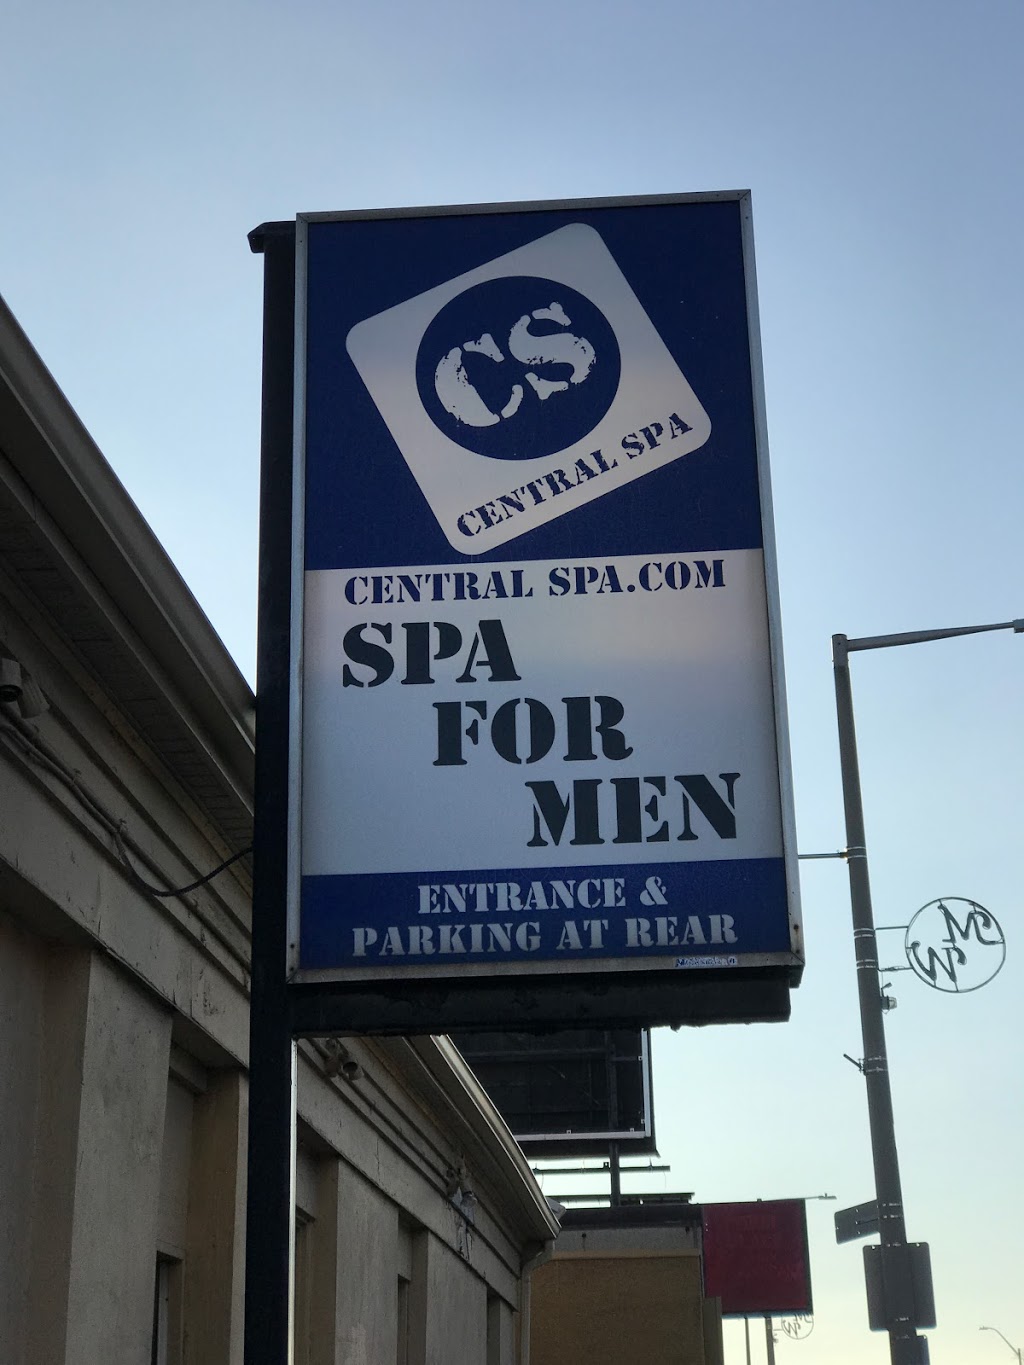 CS
CENTRAL SPA
CENTRAL SPA.COM
SPA
FOR
MEN
ENTRANCE &
PARKING AT REAR